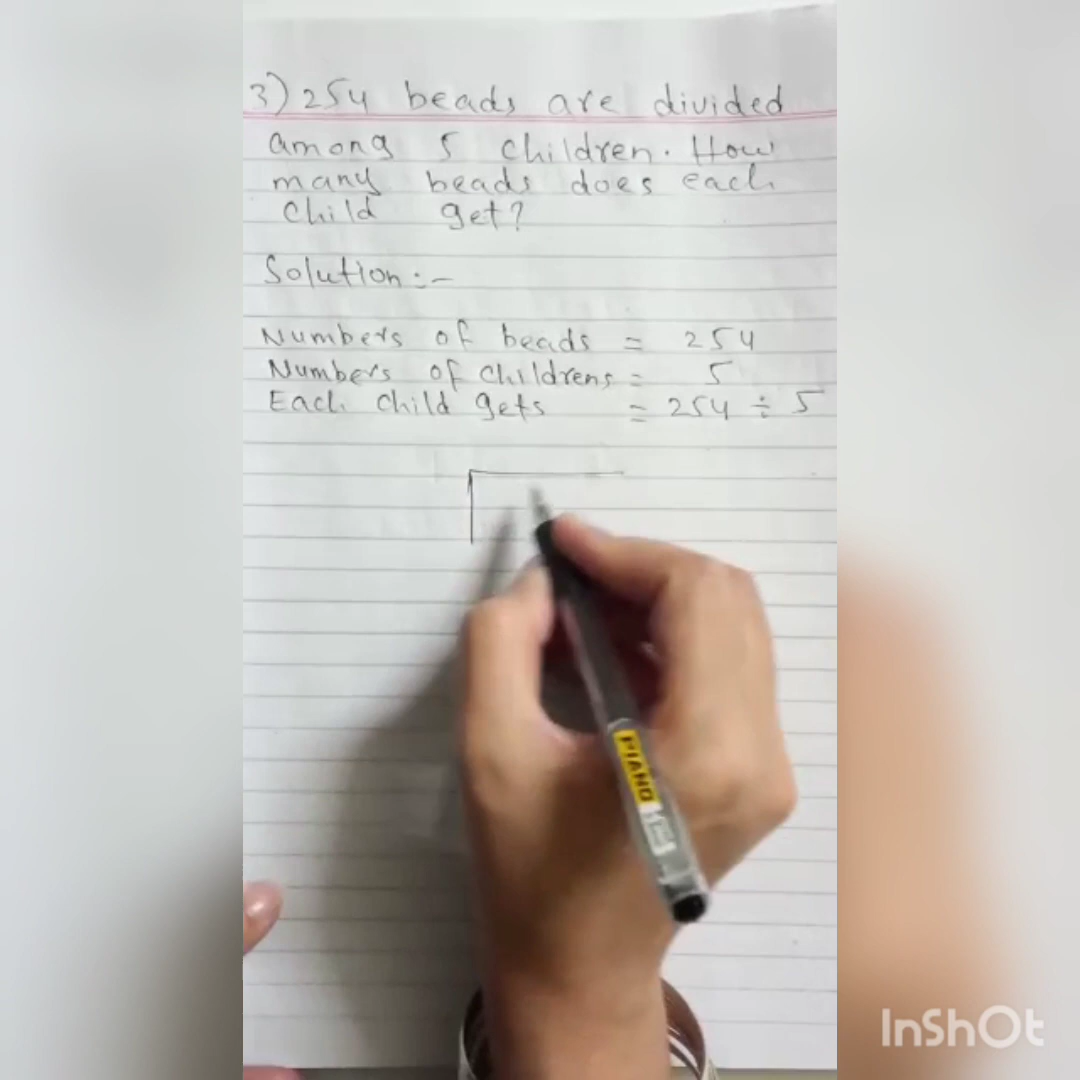 3) 254 beads are divided
among 5 children. How
many beads does each
child get?
Solution :-
Numbers of beads = 254
Numbers of childrens = 5
Each child gets = 254 ÷ 5
PIANO
InShOt